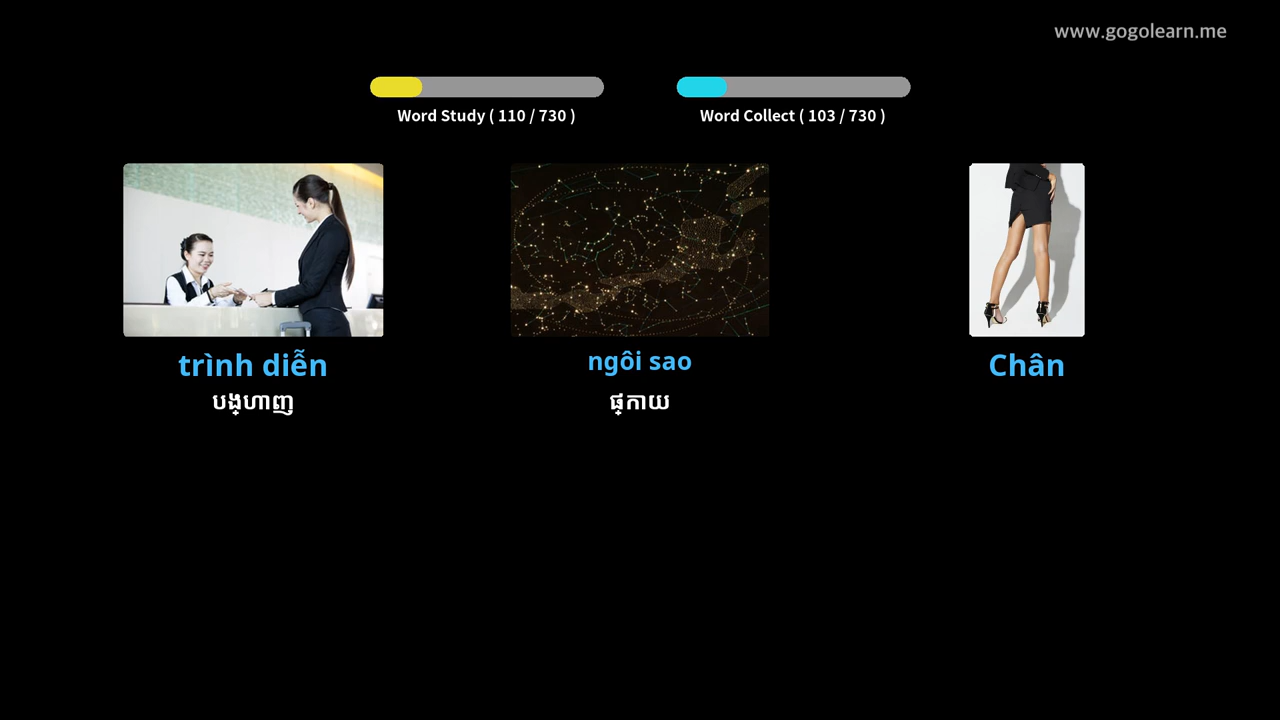 www.gogolearn.me
Word Study ( 110 / 730 )
Word Collect ( 103 / 730 )
trình diễn
ngôi sao
Chân
បង្ហាញ
ផ្កាយ